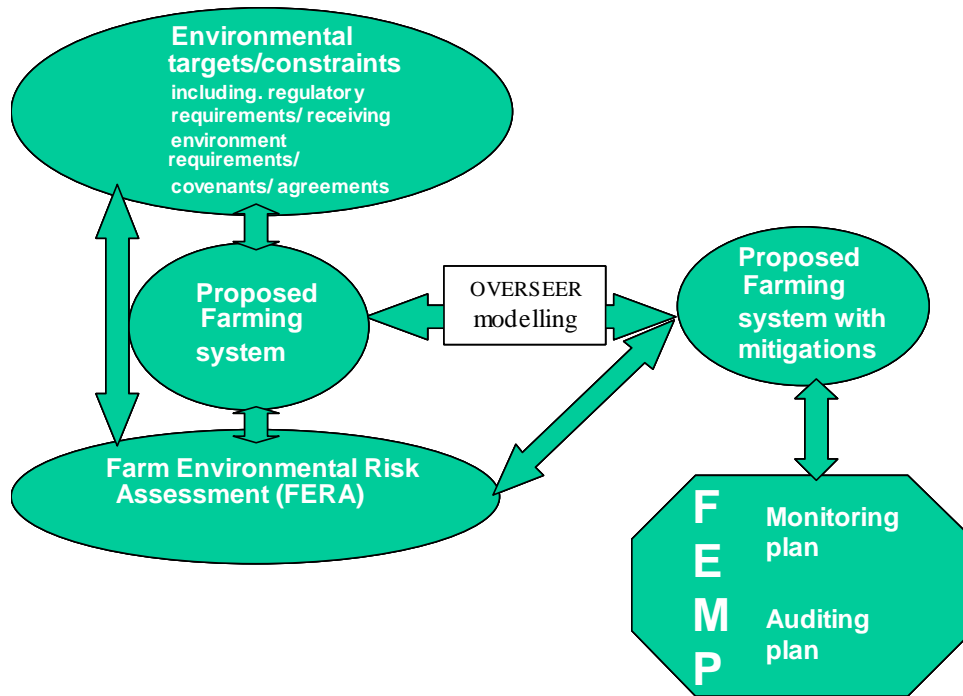 Environmental
targets/constraints
including. regulatory
requirements/ receiving
environment
requirements/
covenants/ agreements
Proposed
Farming
system
OVERSEER
modelling
Proposed
Farming
system with
mitigations
Farm Environmental Risk
Assessment (FERA)
F
E
M
P
Monitoring
plan
Auditing
plan